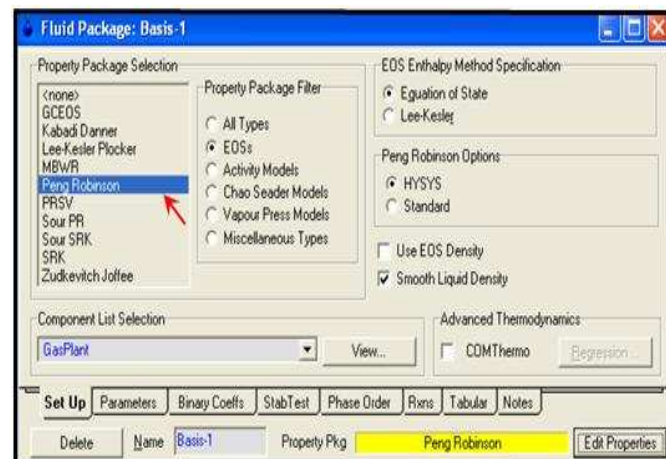 Fluid Package: Basis-1
Property Package Selection
<none>
GCEOS
Kabadi Danner
Lee-Kesler Plocker
MBWR
Peng Robinson
PRSV
Sour PR
Sour SRK
SRK
Zudkevitch Joffee
Property Package Filter
All Types
EOSs
Activity Models
Chao Seader Models
Vapour Press Models
Miscellaneous Types
EOS Enthalpy Method Specification
Equation of State
Lee-Kesler
Peng Robinson Options
HYSYS
Standard
Use EOS Density
Smooth Liquid Density
Component List Selection
GasPlant
View...
Advanced Thermodynamics
COMThermo
Regression...
Set Up Parameters Binary Coeffs StabTest Phase Order Rxns Tabular Notes
Delete Name Basis-1 Property Pkg Peng Robinson Edit Properties